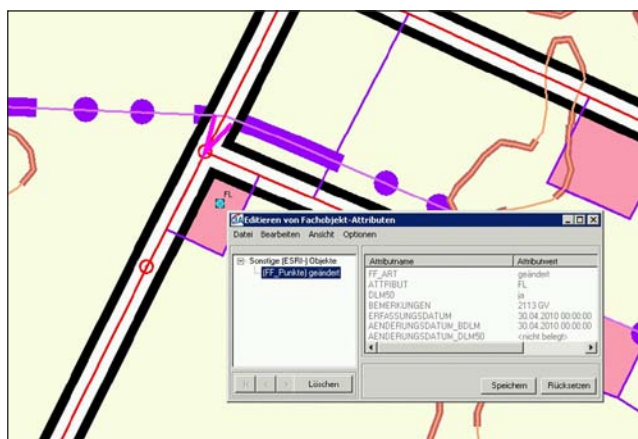 FL
Editieren von Fachobjekt-Attributen
Datei Bearbeiten Ansicht Optionen
Sonstige (ESRI-) Objekte
(FF_Punkte) geändert
Attributname Attributwert
FF_ART geändert
ATTRIBUT FL
DLM50 ja
BEMERKUNGEN 2113 GV
ERFASSUNGSDATUM 30.04.2010 00:00:00
AENDERUNGSDATUM_BDLM 30.04.2010 00:00:00
AENDERUNGSDATUM_DLM50 <nicht belegt>
Löschen
Speichern Rücksetzen